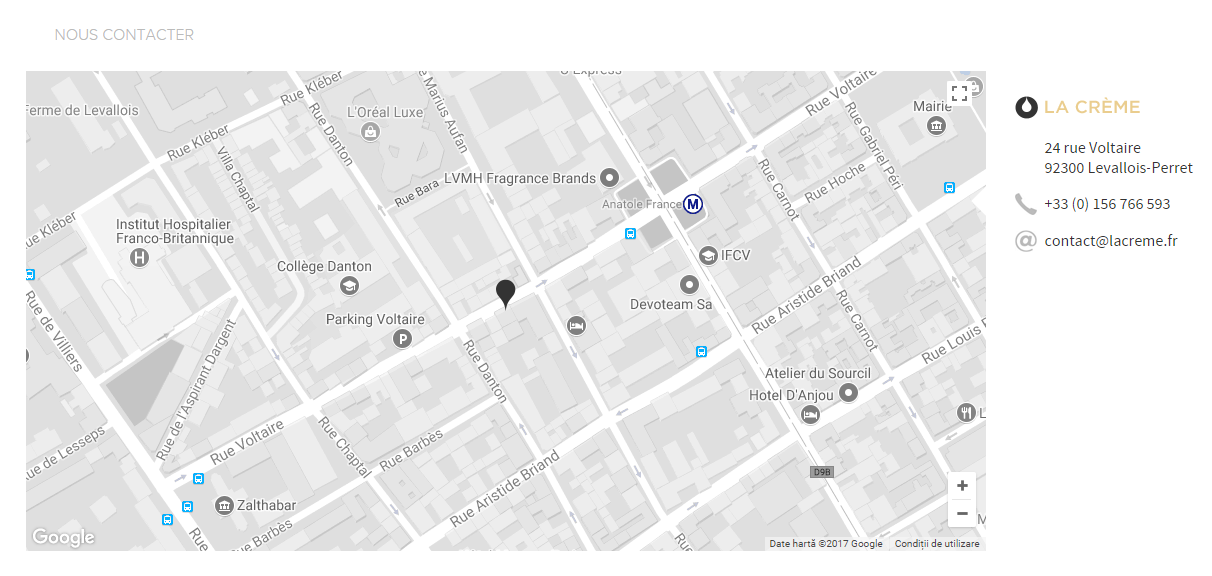 NOUS CONTACTER
Ferme de Levallois
Rue Kléber
Rue Kléber
Rue Kléber
L'Oréal Luxe
Rue Danton
Rue Marius Aufan
Rue Voltaire
Mairie
Rue Gabriel Péri
Villa Chaptal
Rue Bara
LVMH Fragrance Brands
Anatole France
M
Rue Carnot
Rue Hoche
Institut Hospitalier
Franco-Britannique
H
Collège Danton
IFCV
Devoteam Sa
Rue Aristide Briand
Rue Carnot
Rue de Villiers
Parking Voltaire
P
Rue Danton
Rue de l'Aspirant Dargent
Atelier du Sourcil
Hotel D'Anjou
Rue Louis
Rue Voltaire
Rue Chaptal
Rue Barbès
Rue Aristide Briand
D9B
Zalthabar
Rue Barbès
Rue
Rue
Google
+
−
Date hartă ©2017 Google
Condiții de utilizare
LA CRÈME
24 rue Voltaire
92300 Levallois-Perret
+33 (0) 156 766 593
@ contact@lacreme.fr